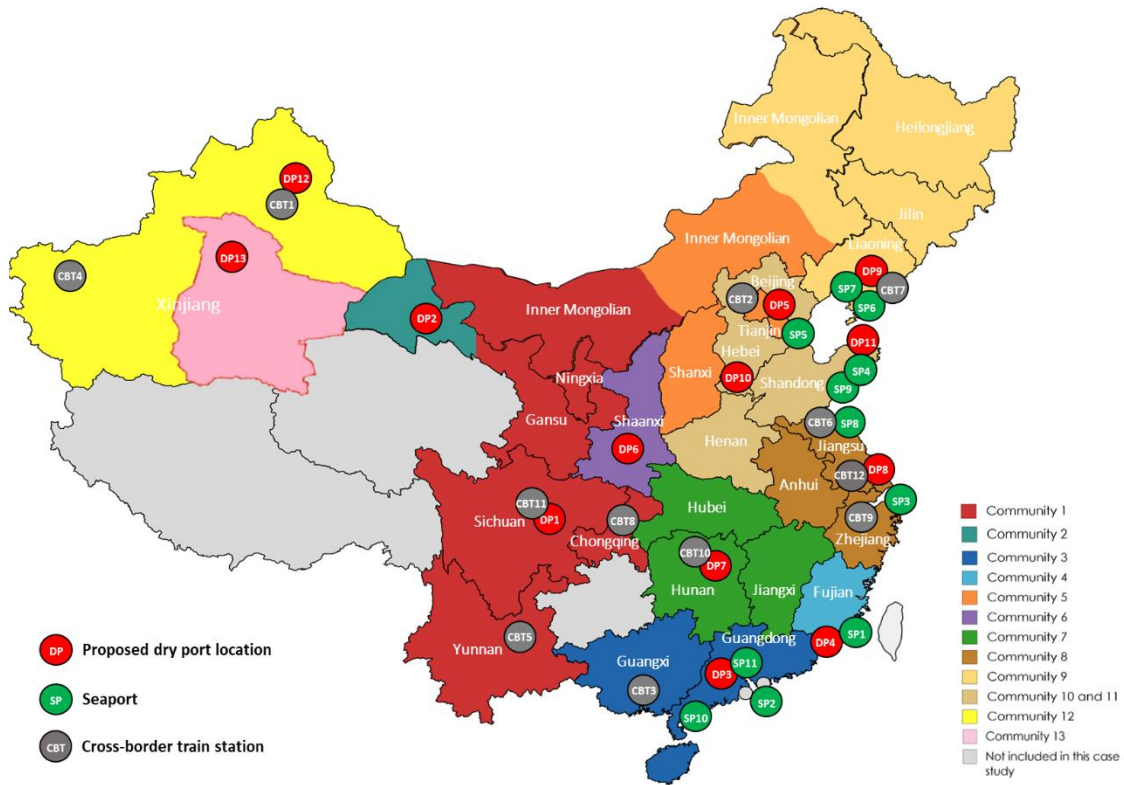 Inner Mongolian
Heilongjiang
DP12
CBT1
Jilin
Inner Mongolian
Liaoning
DP13
CBT4
DP9
Beijing
SP7
CBT7
Xinjiang
CBT2
DP5
SP6
DP2
Inner Mongolian
Tianjin
SP5
DP11
Hebei
Ningxia
Shanxi
DP10
Shandong
SP4
SP9
Gansu
Shaanxi
CBT6
SP8
Henan
Jiangsu
DP6
DP8
CBT12
Anhui
CBT11
Hubei
SP3
Sichuan
DP1
CBT8
CBT9
Chongqing
Zhejiang
CBT10
DP7
Hunan
Jiangxi
Fujian
CBT5
Guangdong
DP4
SP1
Yunnan
Guangxi
SP11
DP3
CBT3
SP2
SP10
DP Proposed dry port location
SP Seaport
CBT Cross-border train station
Community 1
Community 2
Community 3
Community 4
Community 5
Community 6
Community 7
Community 8
Community 9
Community 10 and 11
Community 12
Community 13
Not included in this case
study